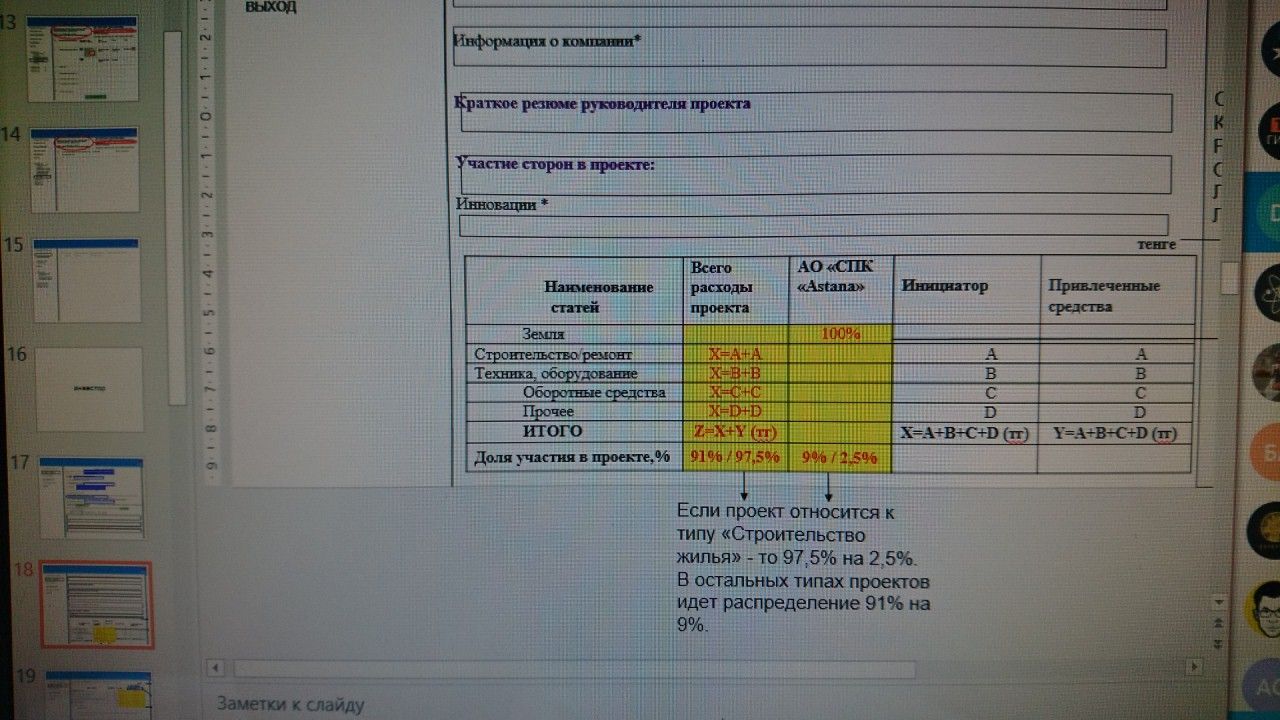 ВЫХОД
13
14
15
16
инвестор
17
18
19
Информация о компании*
Краткое резюме руководителя проекта
Участие сторон в проекте:
Инновации *
тенге
Наименование статей
Всего расходы проекта
АО «СПК «Astana»
Инициатор
Привлеченные средства
Земля 100%
Строительство/ремонт X=A+A A A
Техника, оборудование X=B+B B B
Оборотные средства X=C+C C C
Прочее X=D+D D D
ИТОГО Z=X+Y (тг) X=A+B+C+D (тг) Y=A+B+C+D (тг)
Доля участия в проекте,% 91% / 97,5% 9% / 2,5%
Если проект относится к
типу «Строительство
жилья» - то 97,5% на 2,5%.
В остальных типах проектов
идет распределение 91% на
9%.
Заметки к слайду